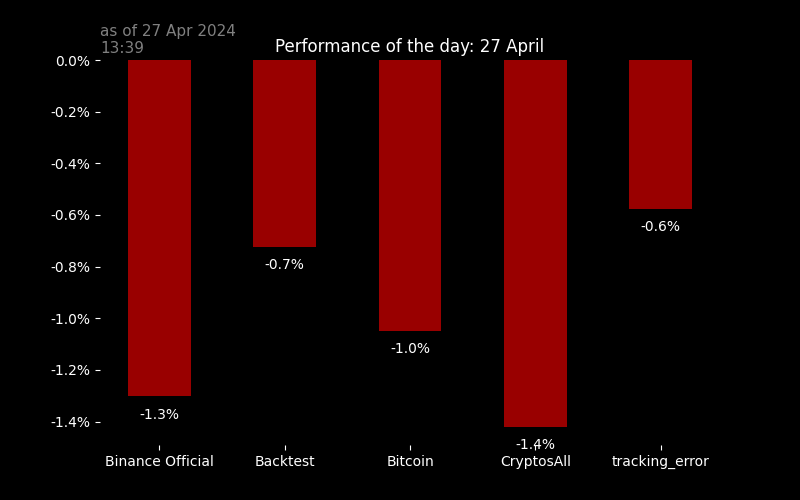 as of 27 Apr 2024
13:39
Performance of the day: 27 April
0.0%
-0.2%
-0.4%
-0.6%
-0.8%
-1.0%
-1.2%
-1.4%
-1.3%
-0.7%
-1.0%
-1.4%
-0.6%
Binance Official
Backtest
Bitcoin
CryptosAll
tracking_error